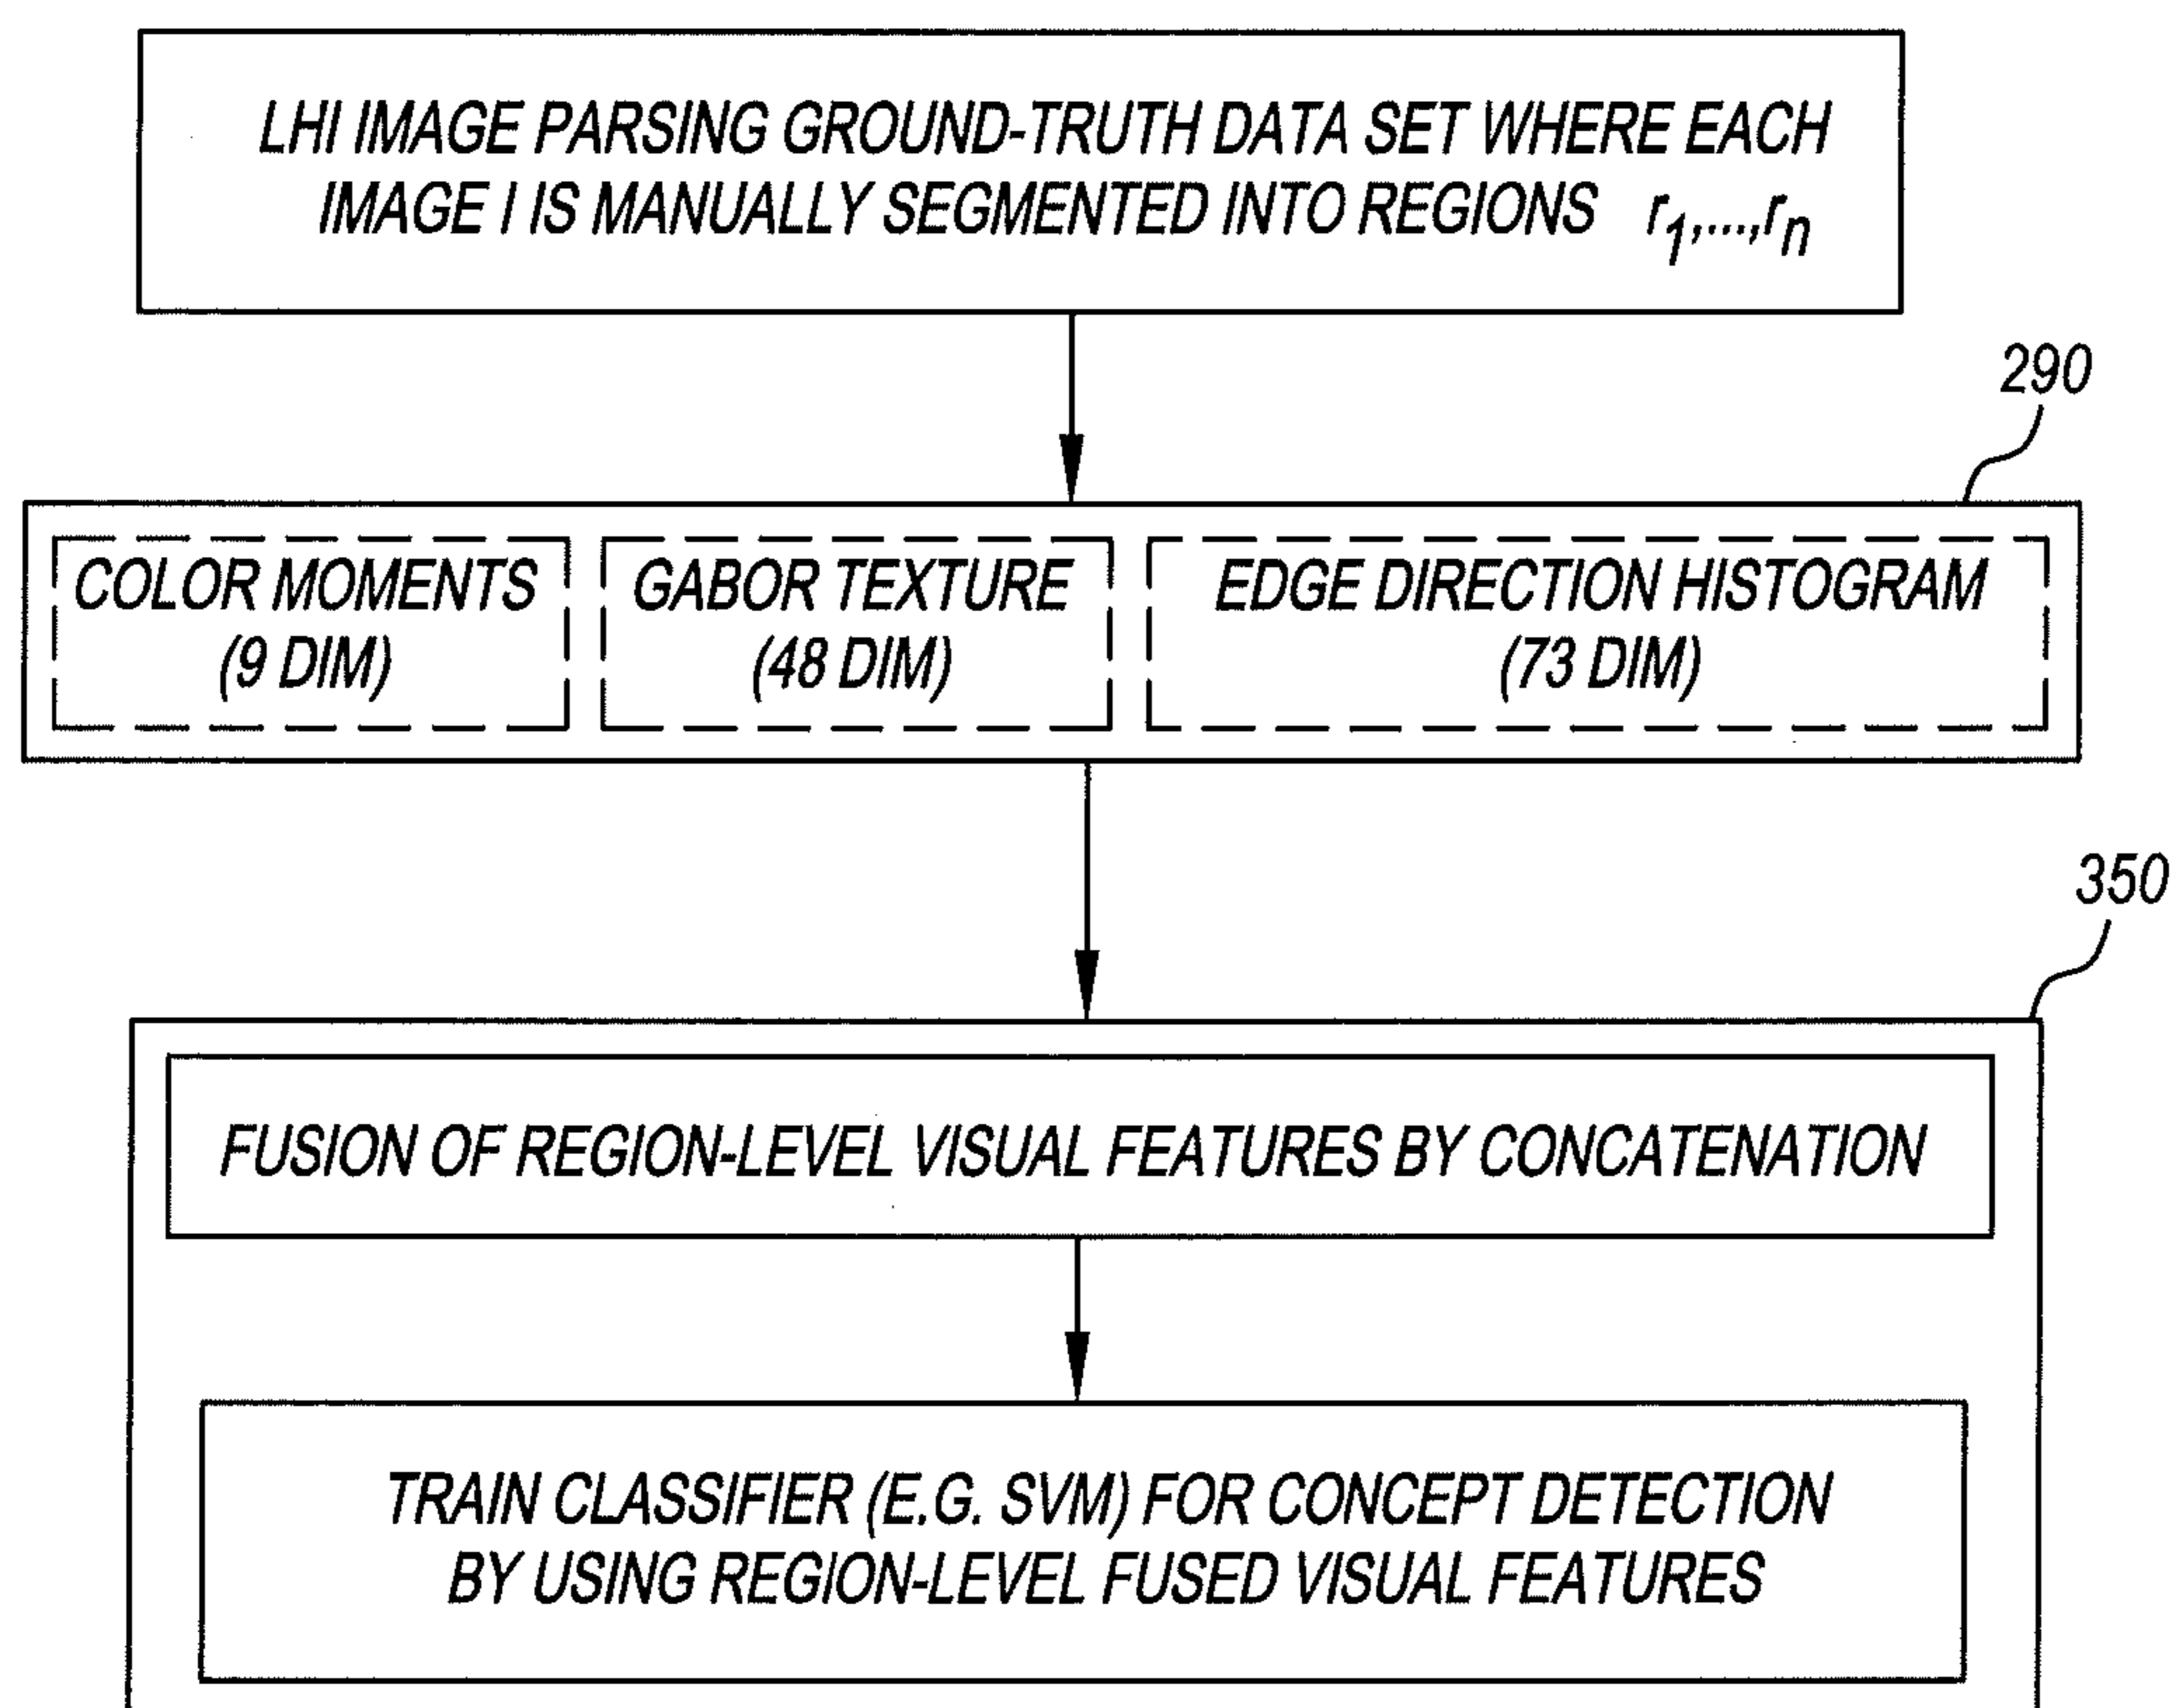 LHI IMAGE PARSING GROUND-TRUTH DATA SET WHERE EACH
IMAGE I IS MANUALLY SEGMENTED INTO REGIONS r1,...,rn
290
COLOR MOMENTS
(9 DIM)
GABOR TEXTURE
(48 DIM)
EDGE DIRECTION HISTOGRAM
(73 DIM)
350
FUSION OF REGION-LEVEL VISUAL FEATURES BY CONCATENATION
TRAIN CLASSIFIER (E.G. SVM) FOR CONCEPT DETECTION
BY USING REGION-LEVEL FUSED VISUAL FEATURES